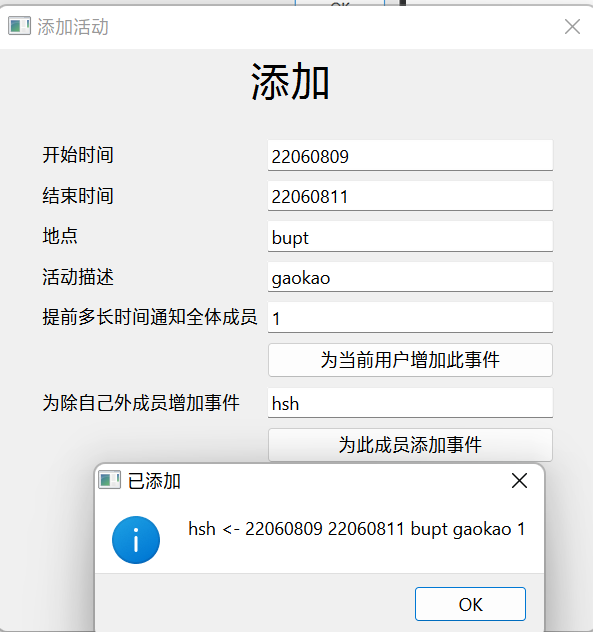 添加活动
添加
开始时间 22060809
结束时间 22060811
地点 bupt
活动描述 gaokao
提前多长时间通知全体成员 1
为当前用户增加此事件
为除自己外成员增加事件 hsh
为此成员添加事件
已添加
hsh <- 22060809 22060811 bupt gaokao 1
OK